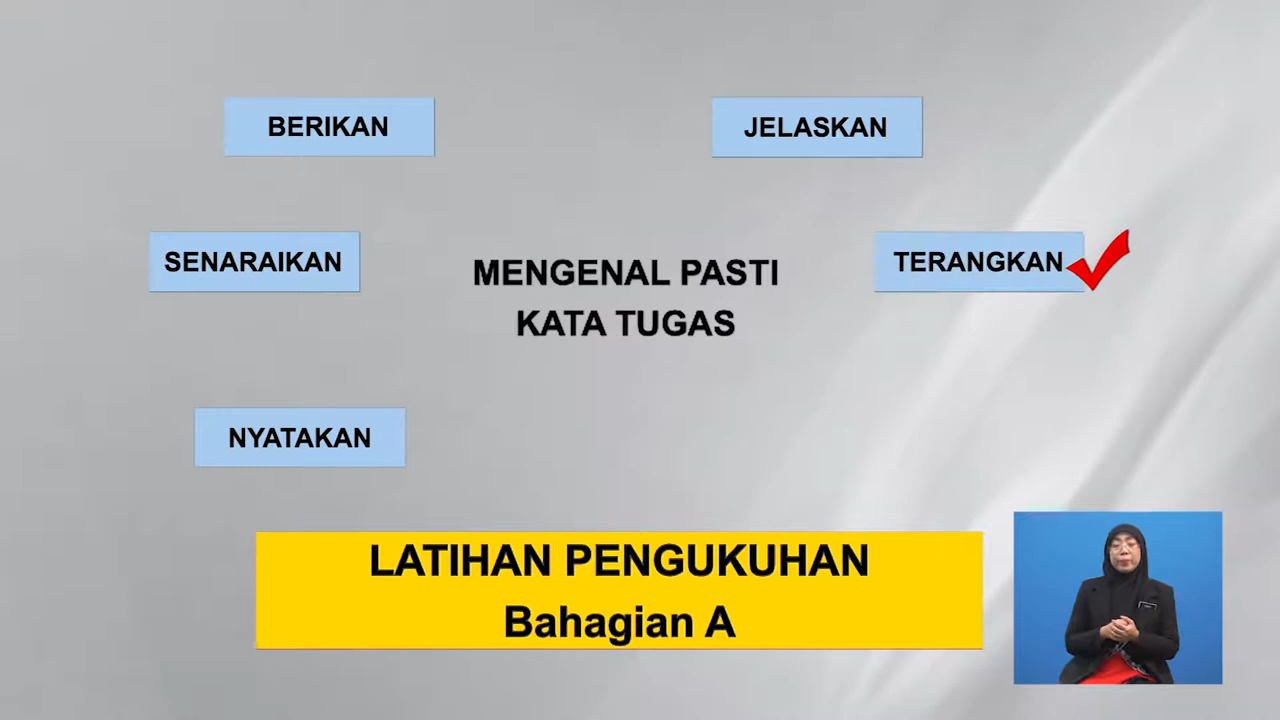 BERIKAN
JELASKAN
SENARAIKAN
MENGENAL PASTI
KATA TUGAS
TERANGKAN
NYATAKAN
LATIHAN PENGUKUHAN
Bahagian A